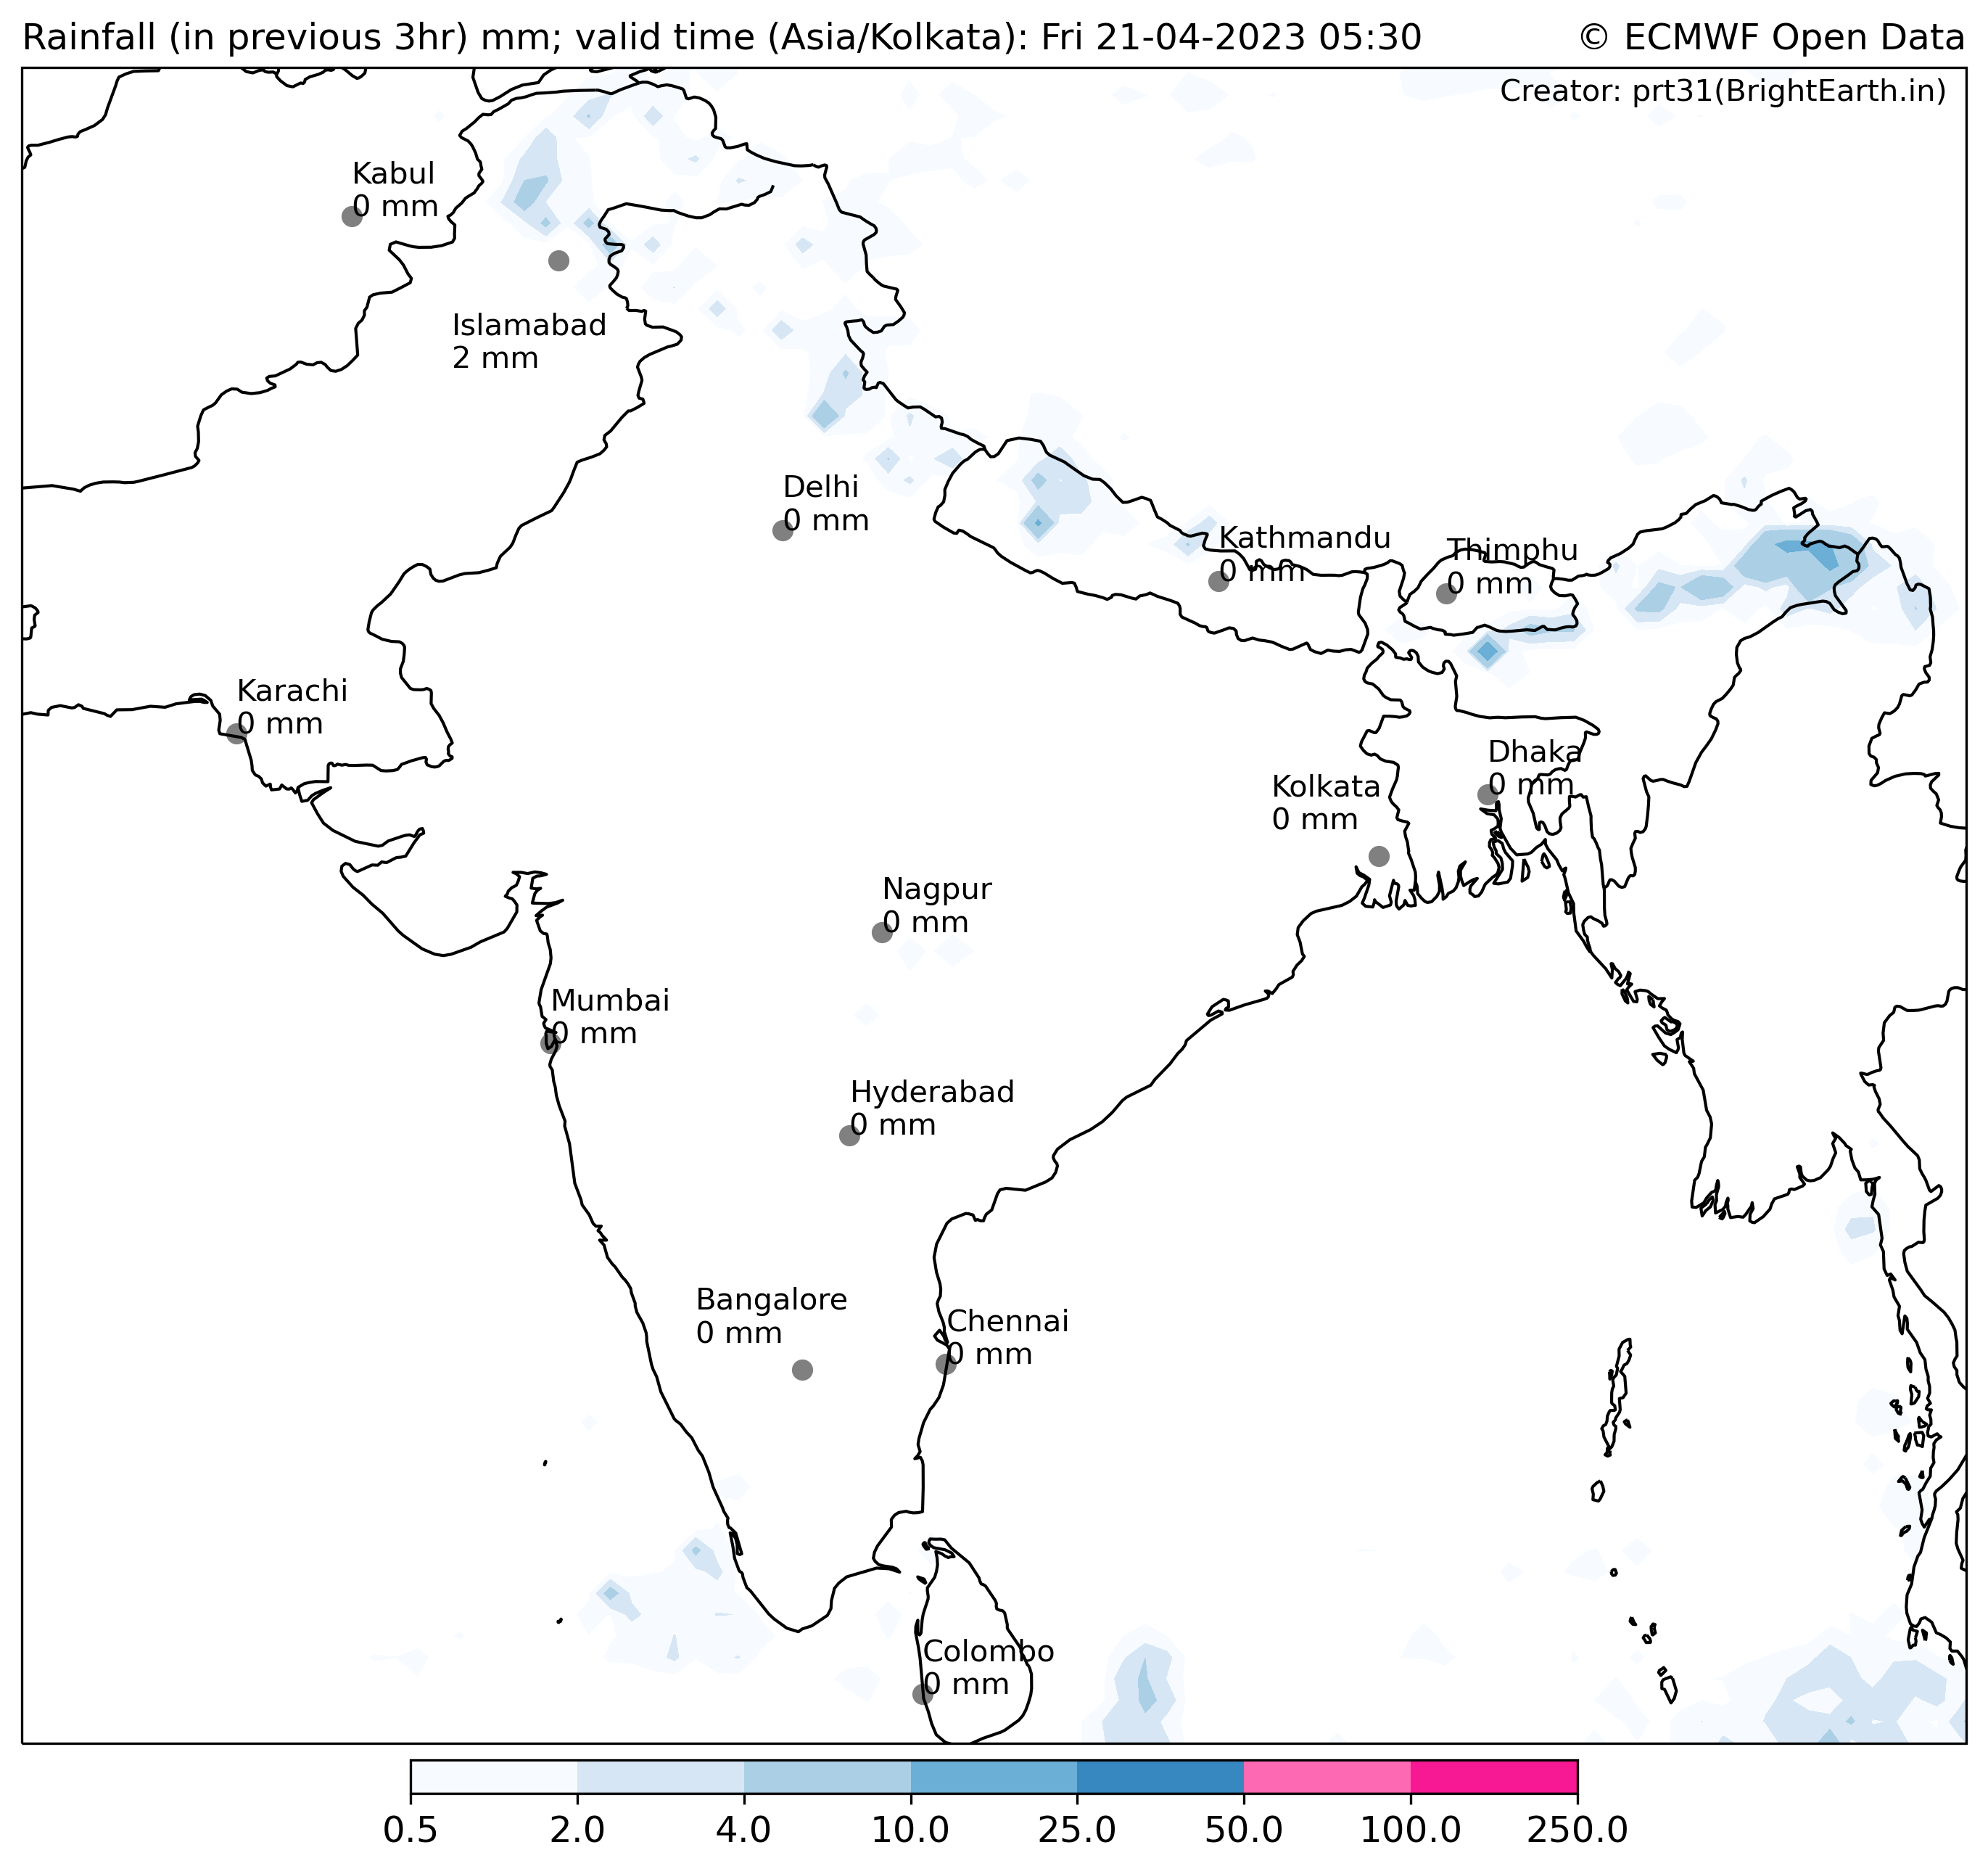 Rainfall (in previous 3hr) mm; valid time (Asia/Kolkata): Fri 21-04-2023 05:30
© ECMWF Open Data
Creator: prt31(BrightEarth.in)
Kabul
0 mm
Islamabad
2 mm
Delhi
0 mm
Kathmandu
0 mm
Thimphu
0 mm
Karachi
0 mm
Dhaka
0 mm
Kolkata
0 mm
Nagpur
0 mm
Mumbai
0 mm
Hyderabad
0 mm
Bangalore
0 mm
Chennai
0 mm
Colombo
0 mm
0.5 2.0 4.0 10.0 25.0 50.0 100.0 250.0